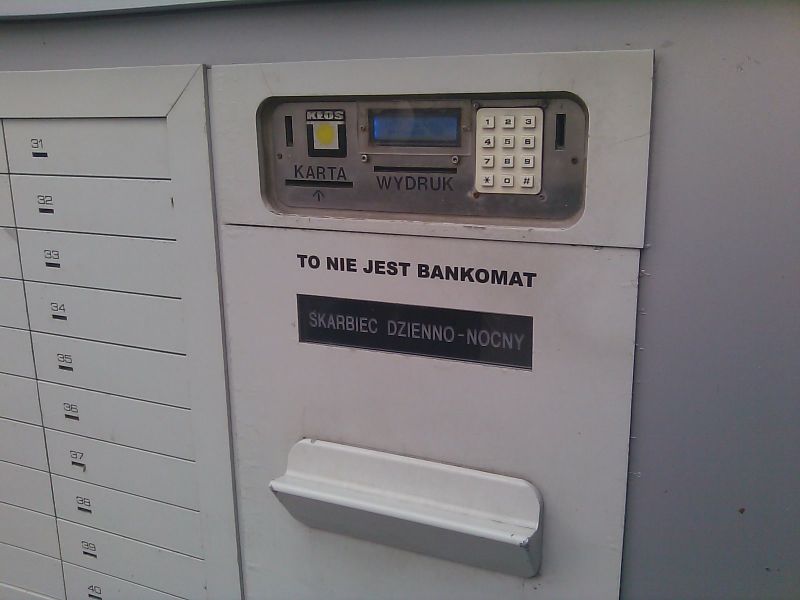 KŁOS
KARTA
WYDRUK
1 2 3
4 5 6
7 8 9
* 0 #
TO NIE JEST BANKOMAT
SKARBIEC DZIENNO-NOCNY
31
32
33
34
35
36
37
38
39
40